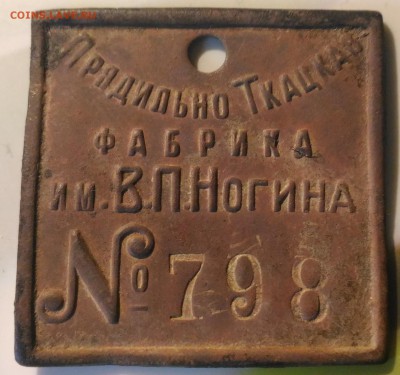 COINS.SU
Прядильно Ткацкая
ФАБРИКА
им. В.П. Ногина
№ 798